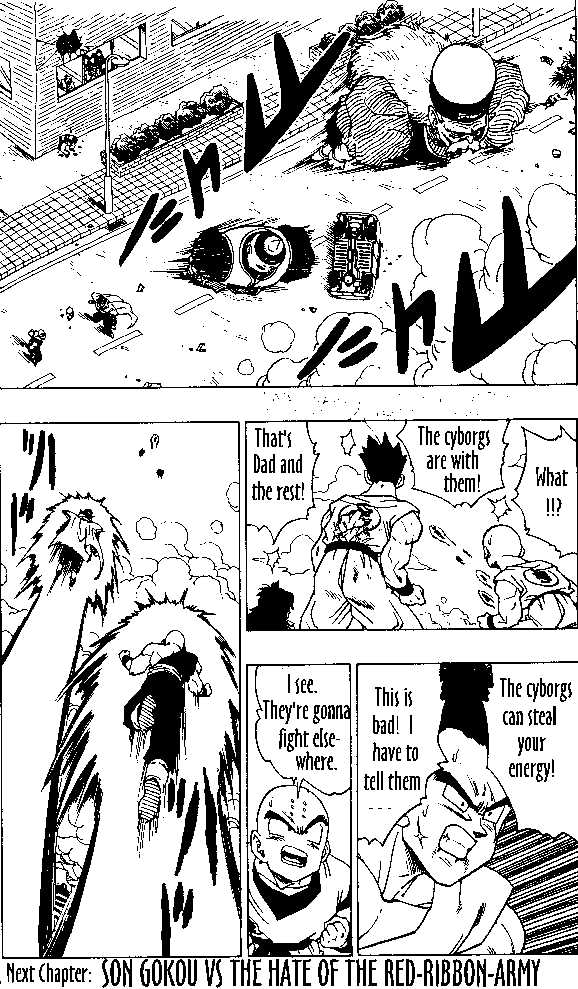 What
!!?
The cyborgs
are with
them!
That's
Dad and
the rest!
The cyborgs
can steal
your
energy!
This is
bad! I
have to
tell them
I see.
They're gonna
fight else-
where.
Next Chapter: SON GOKOU VS THE HATE OF THE RED-RIBBON-ARMY